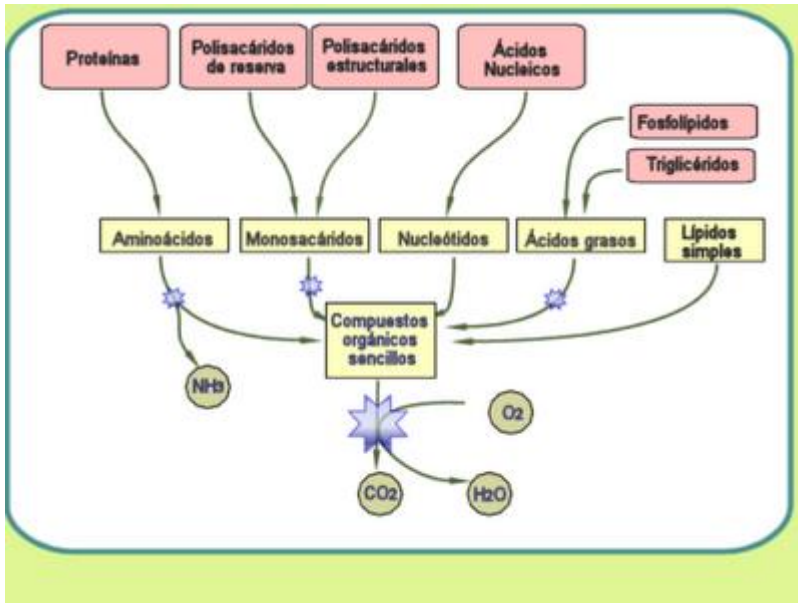 Proteínas
Polisacáridos
de reserva
Polisacáridos
estructurales
Ácidos
Nucleicos
Fosfolípidos
Triglicéridos
Aminoácidos
Monosacáridos
Nucleótidos
Ácidos grasos
Lípidos
simples
Compuestos
orgánicos
sencillos
NH3
O2
CO2
H2O